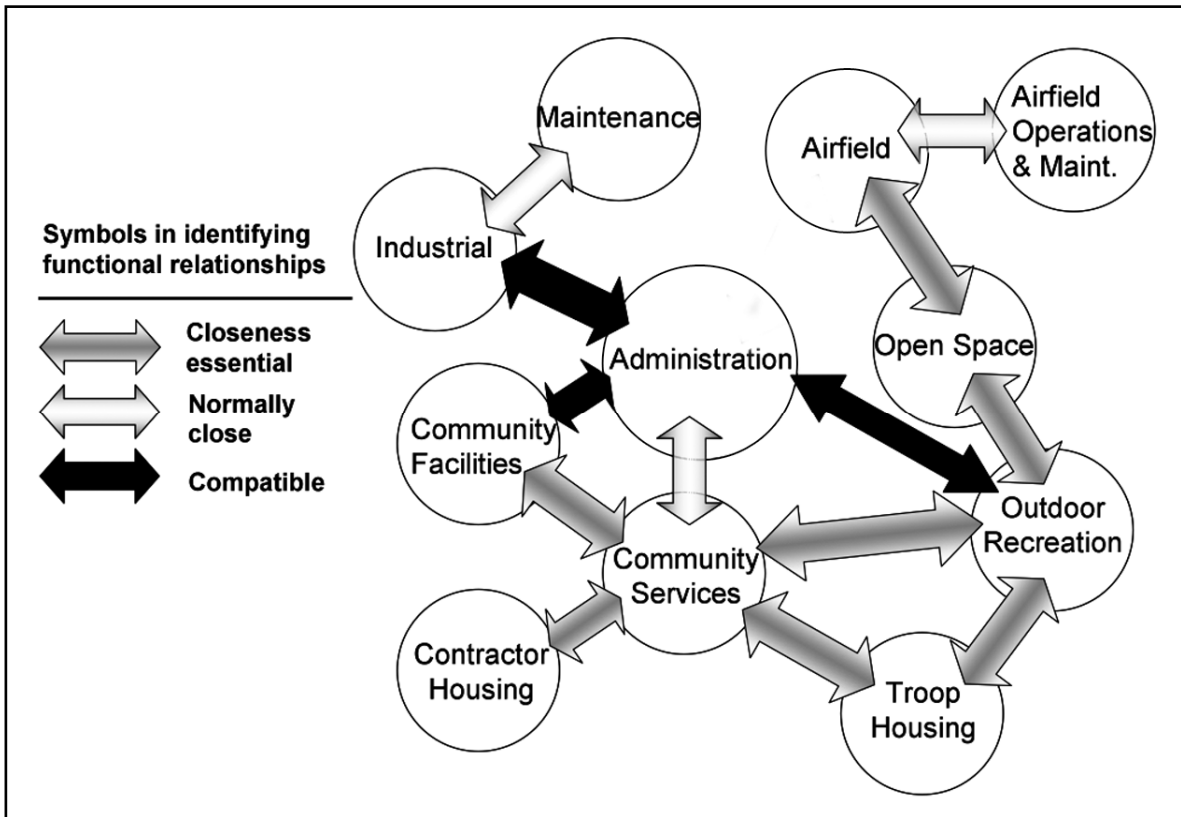 Maintenance
Airfield
Airfield
Operations
& Maint.
Symbols in identifying
functional relationships
Industrial
Closeness
essential
Normally
close
Compatible
Administration
Open Space
Community
Facilities
Outdoor
Recreation
Community
Services
Contractor
Housing
Troop
Housing